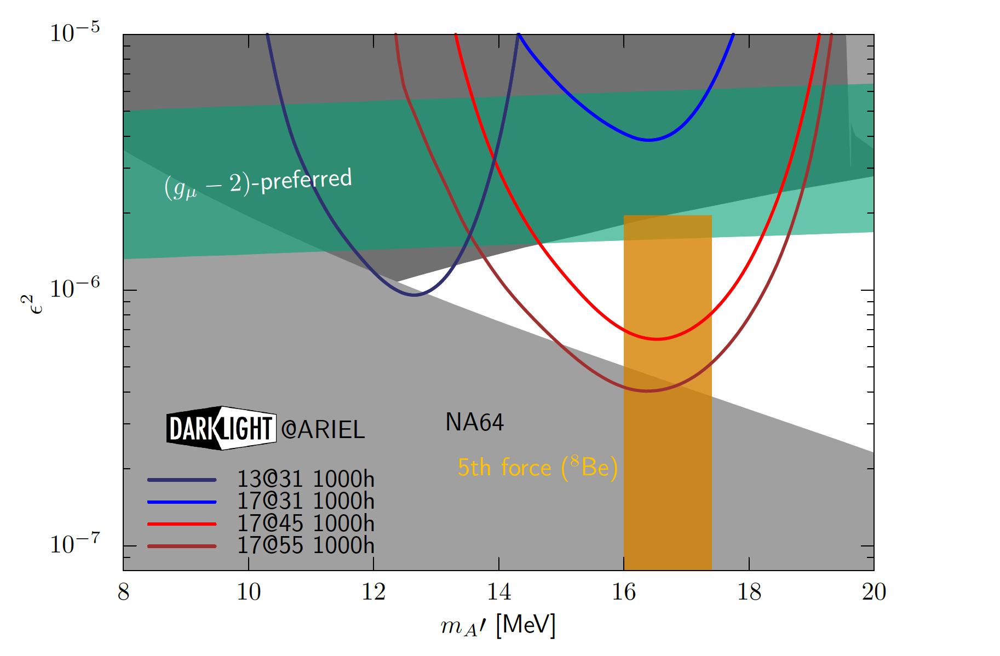 10⁻⁵
(g_μ − 2)-preferred
10⁻⁶
ϵ²
NA64
DARKLIGHT @ARIEL
5th force (⁸Be)
13@31 1000h
17@31 1000h
17@45 1000h
17@55 1000h
10⁻⁷
8 10 12 14 16 18 20
m_A′ [MeV]